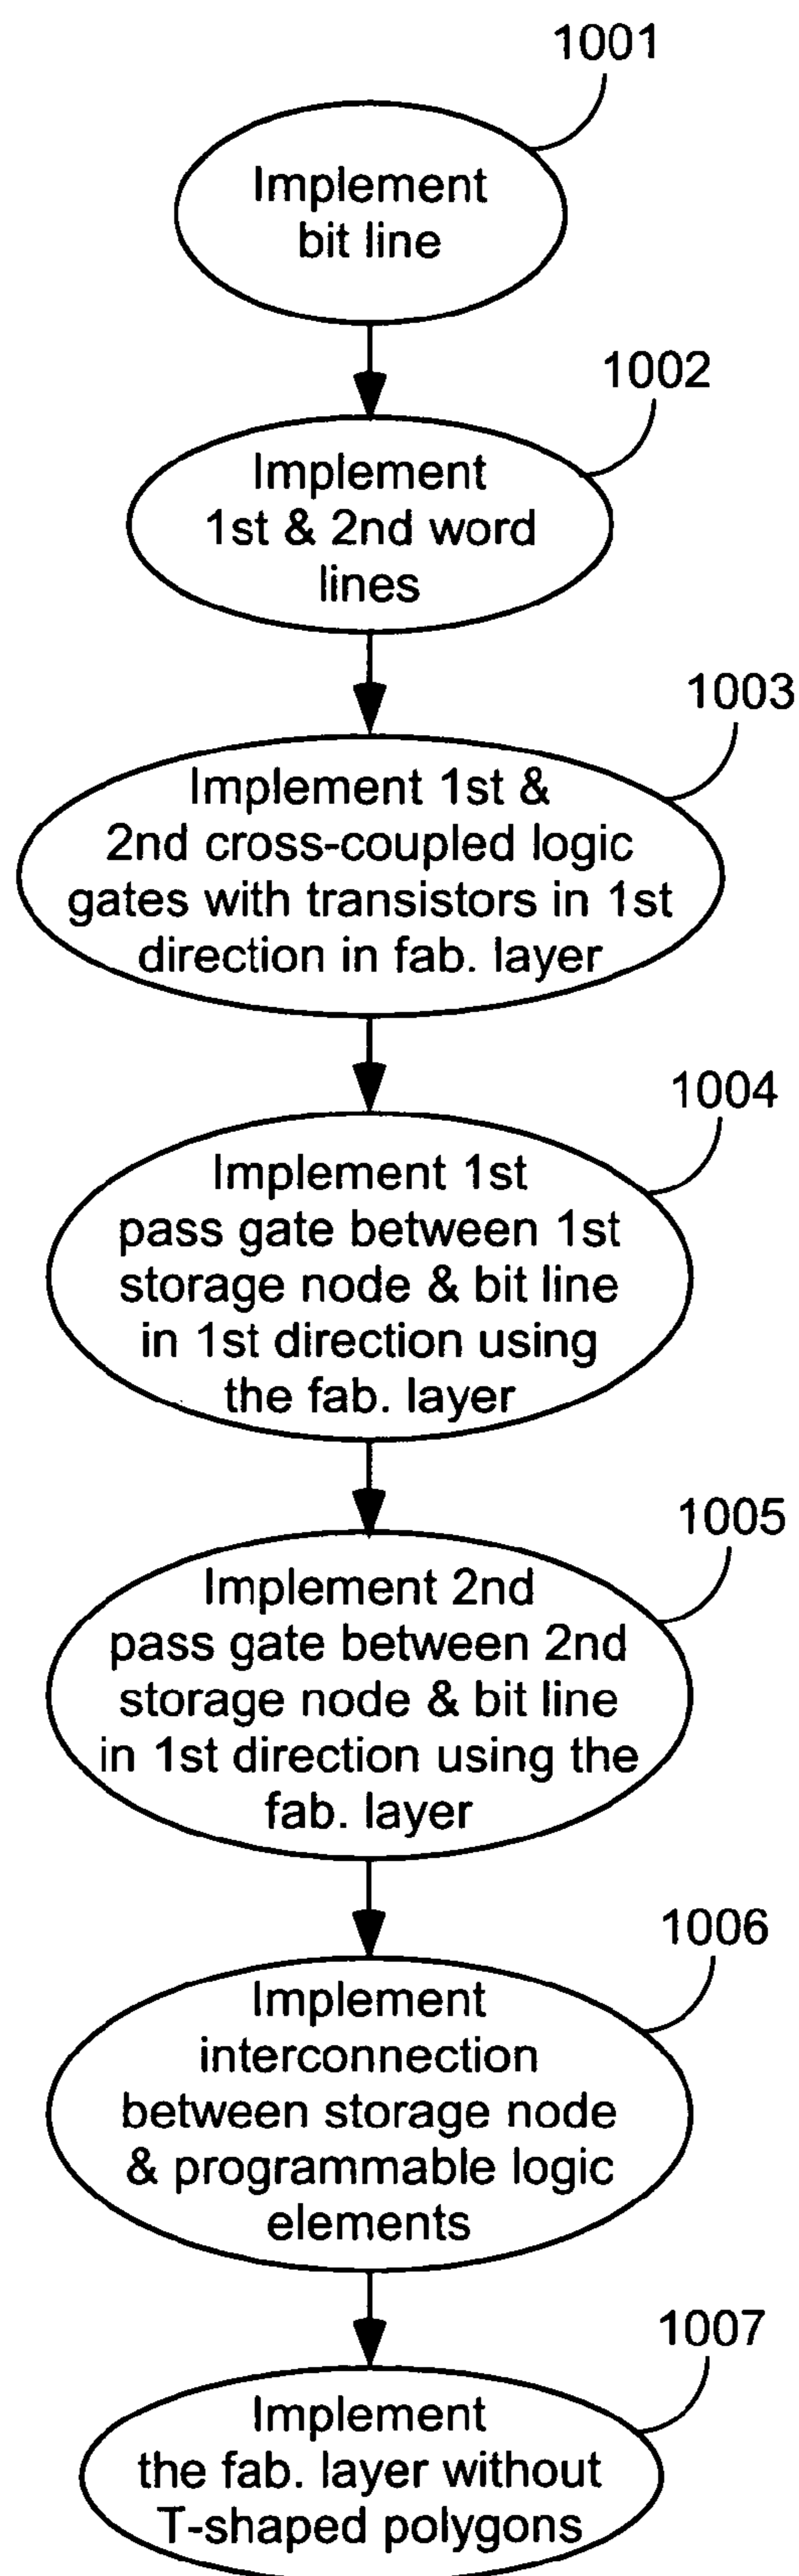 1001
Implement
bit line
1002
Implement
1st & 2nd word
lines
1003
Implement 1st &
2nd cross-coupled logic
gates with transistors in 1st
direction in fab. layer
1004
Implement 1st
pass gate between 1st
storage node & bit line
in 1st direction using
the fab. layer
1005
Implement 2nd
pass gate between 2nd
storage node & bit line
in 1st direction using the
fab. layer
1006
Implement
interconnection
between storage node
& programmable logic
elements
1007
Implement
the fab. layer without
T-shaped polygons